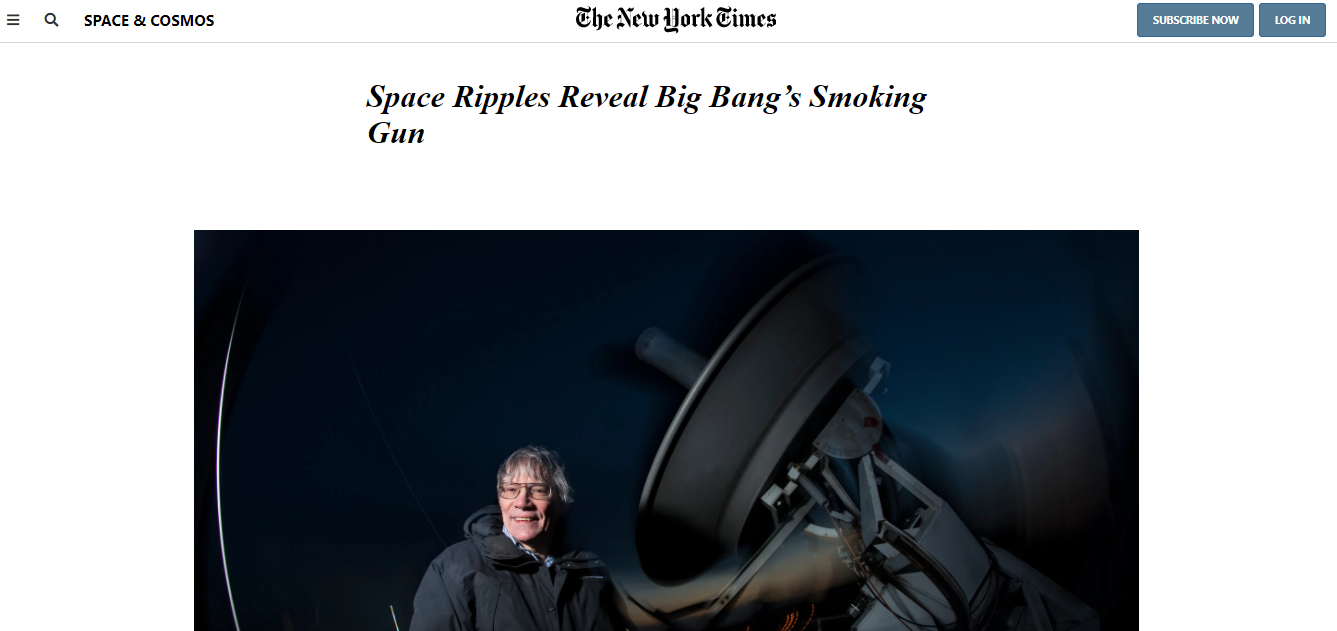 SPACE & COSMOS
The New York Times
SUBSCRIBE NOW
LOG IN
Space Ripples Reveal Big Bang’s Smoking
Gun